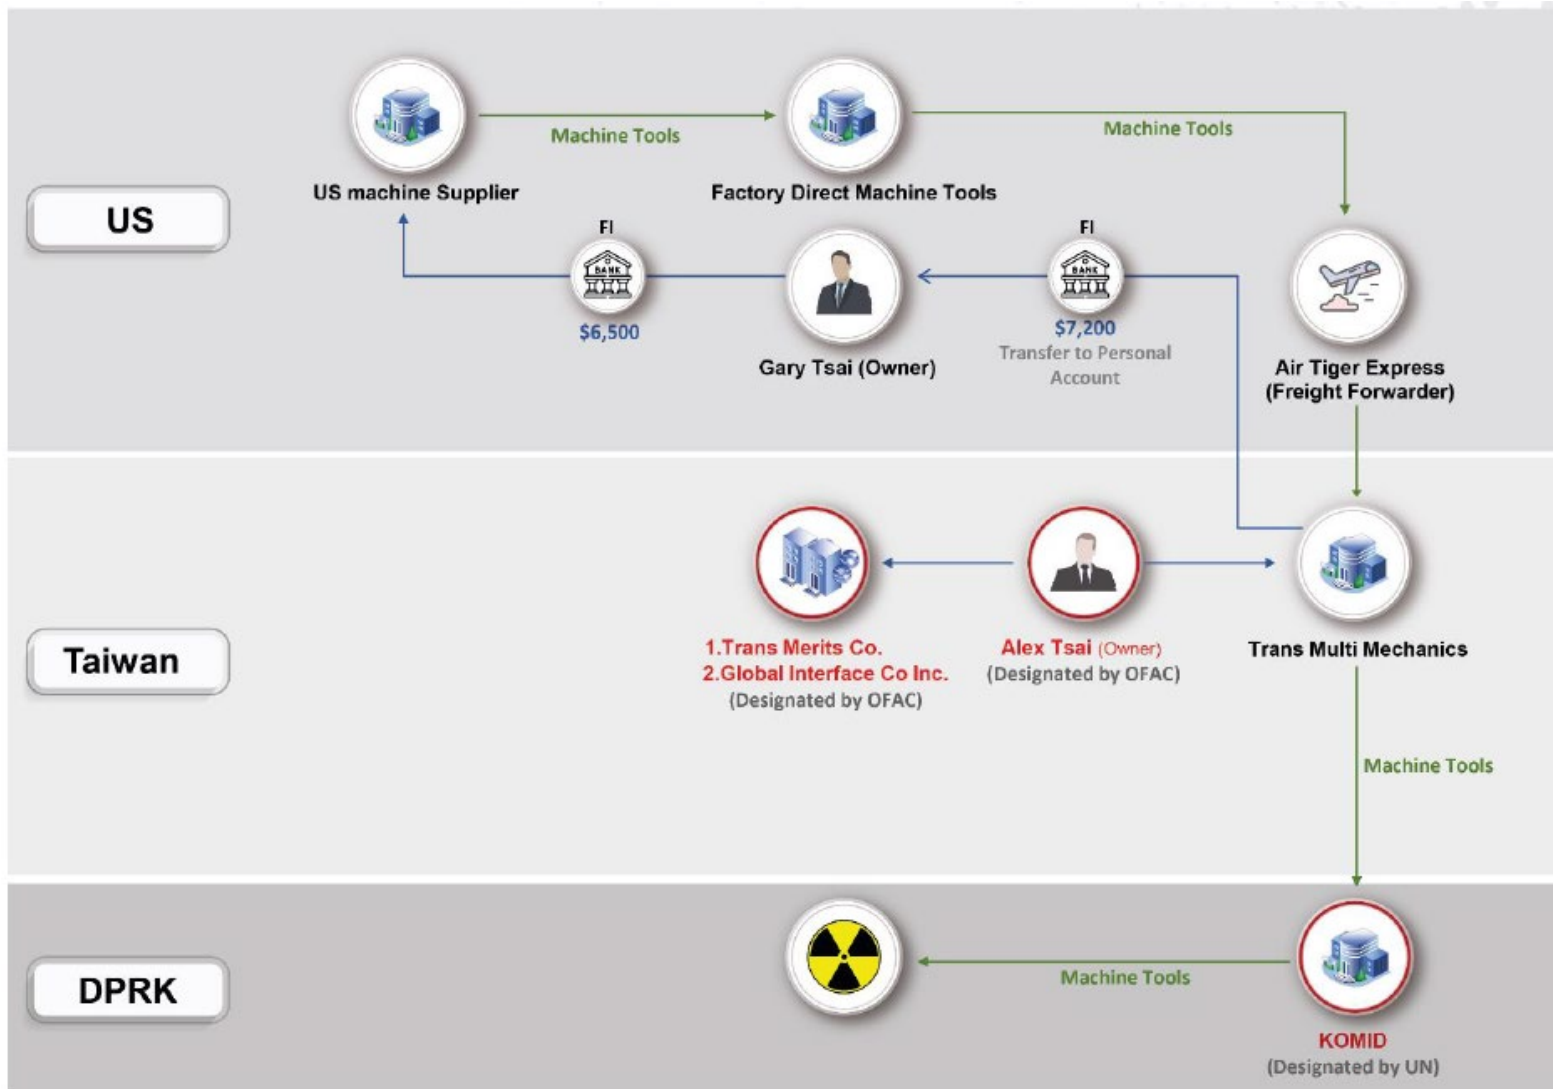 US
Machine Tools
Machine Tools
US machine Supplier
Factory Direct Machine Tools
FI
BANK
$6,500
Gary Tsai (Owner)
FI
BANK
$7,200
Transfer to Personal
Account
Air Tiger Express
(Freight Forwarder)
Taiwan
1.Trans Merits Co.
2.Global Interface Co Inc.
(Designated by OFAC)
Alex Tsai (Owner)
(Designated by OFAC)
Trans Multi Mechanics
Machine Tools
DPRK
Machine Tools
KOMID
(Designated by UN)